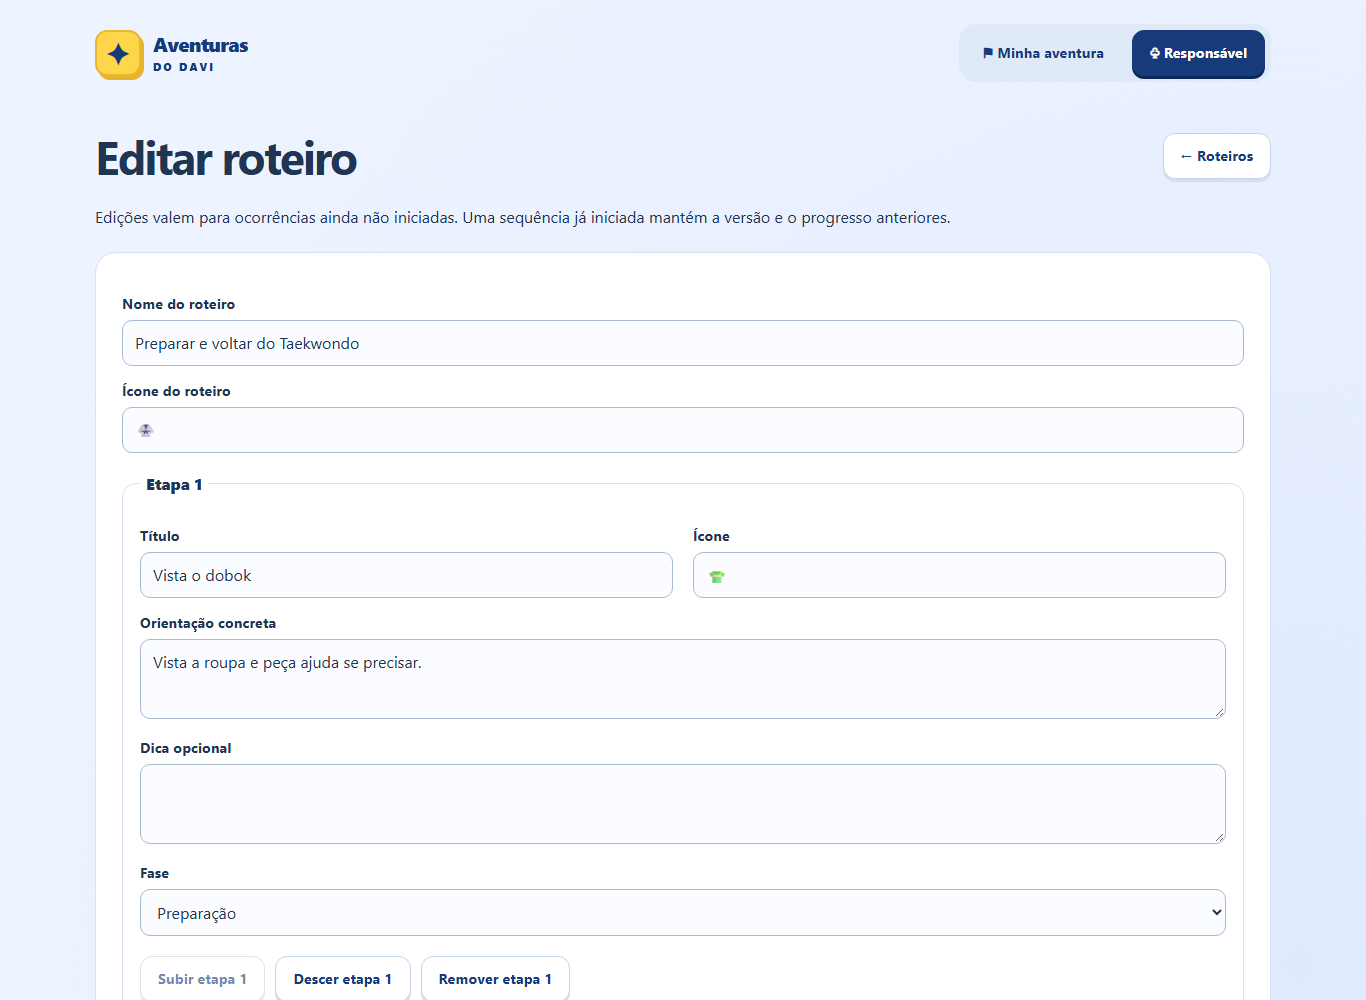 Aventuras
DO DAVI
Minha aventura
Responsável
Editar roteiro
← Roteiros
Edições valem para ocorrências ainda não iniciadas. Uma sequência já iniciada mantém a versão e o progresso anteriores.
Nome do roteiro
Preparar e voltar do Taekwondo
Ícone do roteiro
Etapa 1
Título
Ícone
Vista o dobok
Orientação concreta
Vista a roupa e peça ajuda se precisar.
Dica opcional
Fase
Preparação
Subir etapa 1
Descer etapa 1
Remover etapa 1